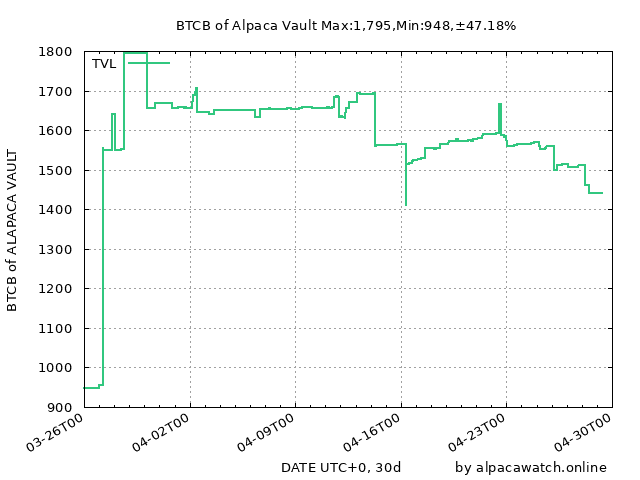 BTCB of Alpaca Vault Max:1,795,Min:948,±47.18%
TVL
BTCB of ALAPACA VAULT
1800
1700
1600
1500
1400
1300
1200
1100
1000
900
03-26T00
04-02T00
04-09T00
04-16T00
04-23T00
04-30T00
DATE UTC+0, 30d
by alpacawatch.online